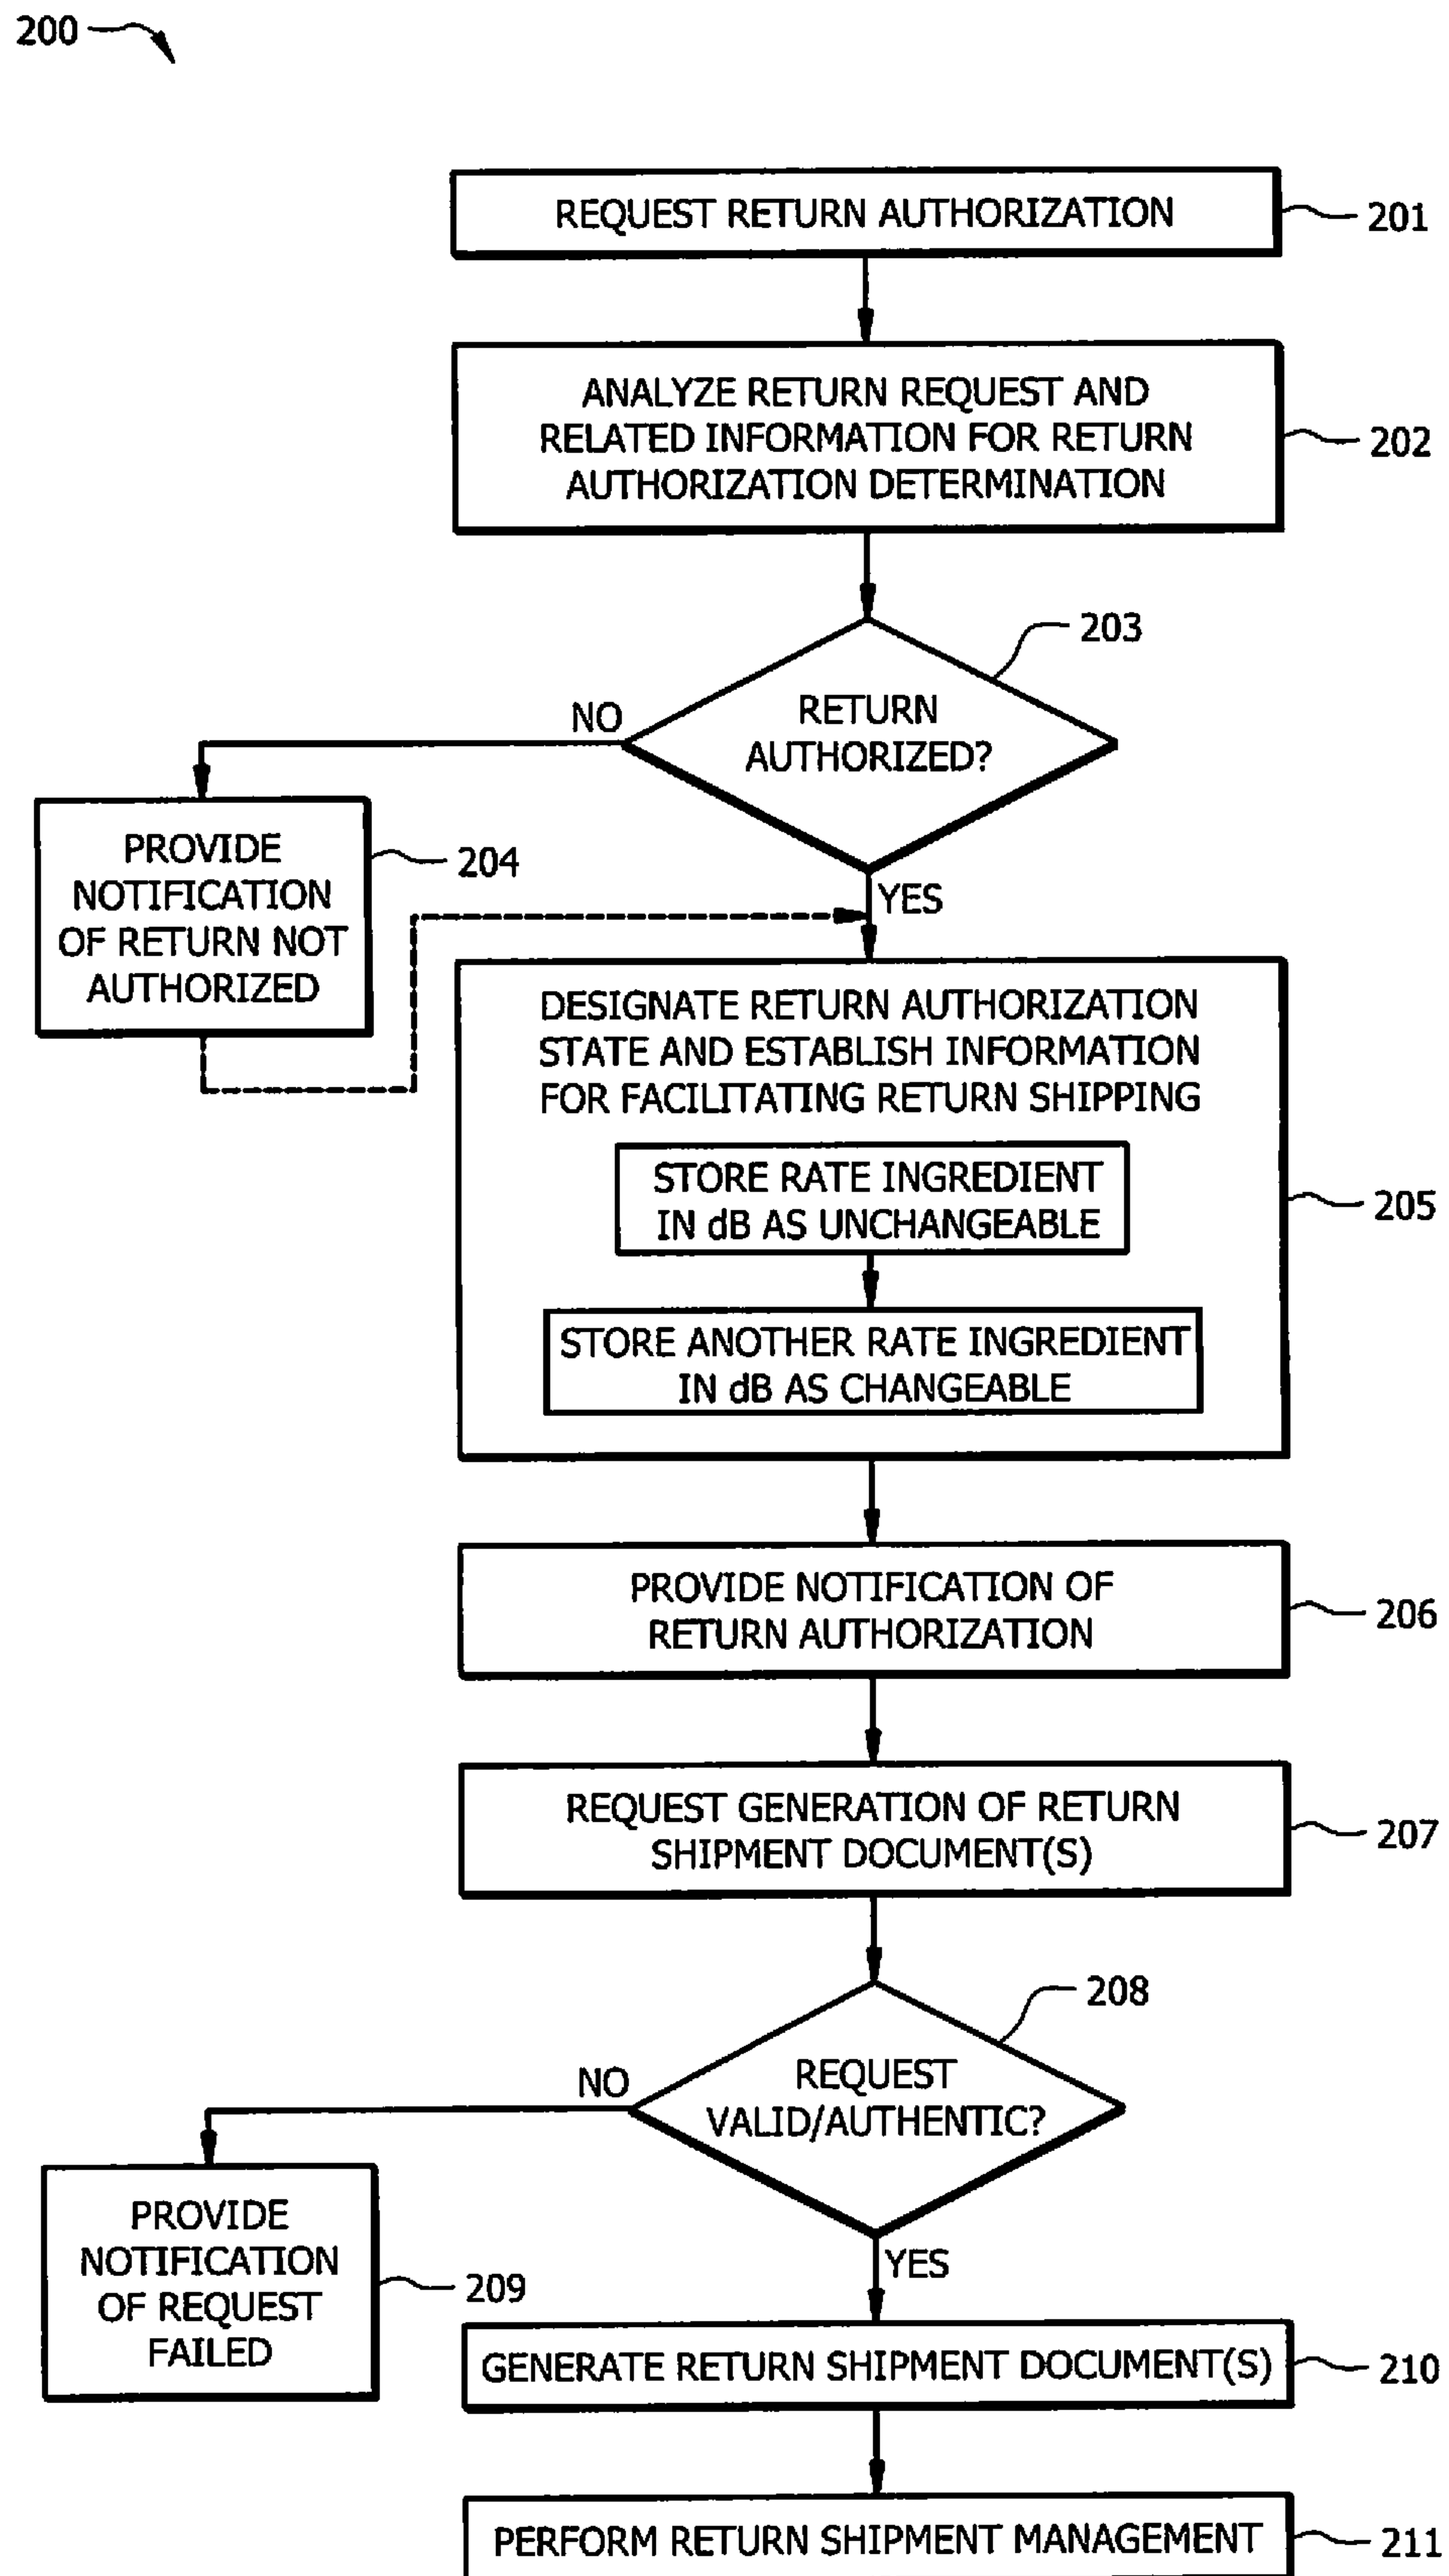 200
REQUEST RETURN AUTHORIZATION
201
ANALYZE RETURN REQUEST AND
RELATED INFORMATION FOR RETURN
AUTHORIZATION DETERMINATION
202
203
RETURN
AUTHORIZED?
NO
YES
PROVIDE
NOTIFICATION
OF RETURN NOT
AUTHORIZED
204
DESIGNATE RETURN AUTHORIZATION
STATE AND ESTABLISH INFORMATION
FOR FACILITATING RETURN SHIPPING
STORE RATE INGREDIENT
IN dB AS UNCHANGEABLE
STORE ANOTHER RATE INGREDIENT
IN dB AS CHANGEABLE
205
PROVIDE NOTIFICATION OF
RETURN AUTHORIZATION
206
REQUEST GENERATION OF RETURN
SHIPMENT DOCUMENT(S)
207
208
REQUEST
VALID/AUTHENTIC?
NO
YES
PROVIDE
NOTIFICATION
OF REQUEST
FAILED
209
GENERATE RETURN SHIPMENT DOCUMENT(S)
210
PERFORM RETURN SHIPMENT MANAGEMENT
211